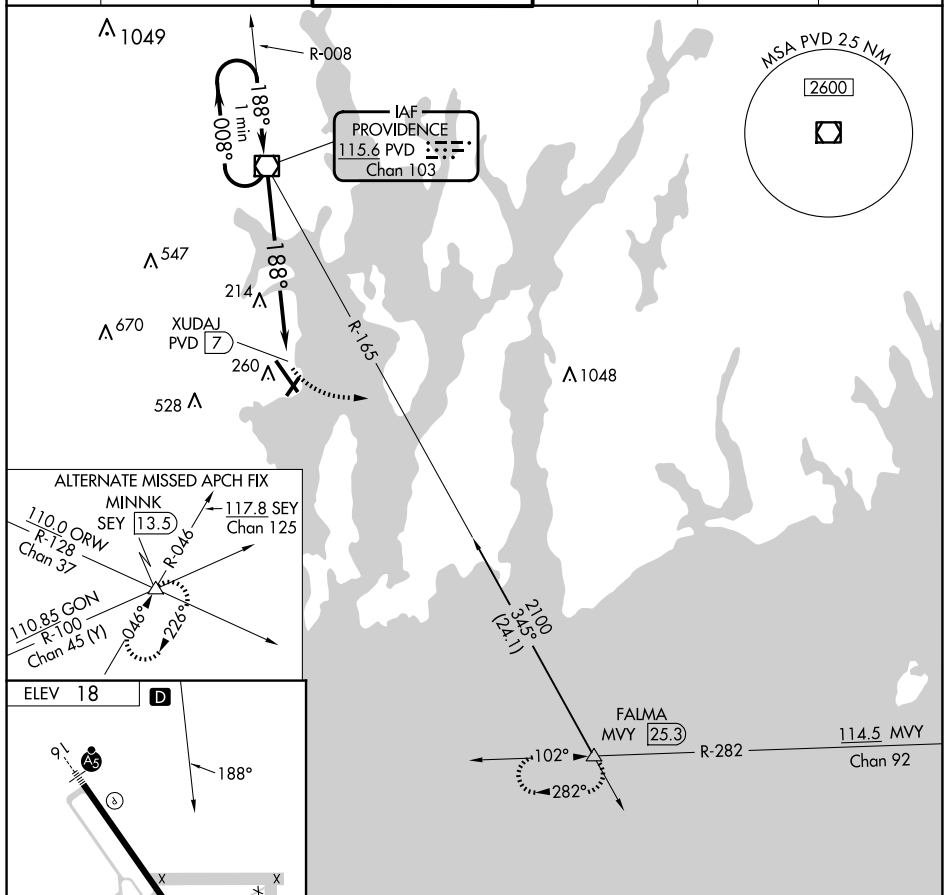 1049
R-008
188°
1 min
008°
IAF
PROVIDENCE
115.6 PVD
Chan 103
MSA PVD 25 NM
2600
547
188°
214
670
XUDAJ
PVD 7
260
528
R-165
1048
ALTERNATE MISSED APCH FIX
MINNK
SEY 13.5
117.8 SEY
Chan 125
110.0 ORW
R-128
Chan 37
R-046
110.85 GON
R-100
Chan 45 (Y)
046°
226°
2100
345°
(24.1)
FALMA
MVY 25.3
102°
282°
R-282
114.5 MVY
Chan 92
ELEV 18
D
16
A5
P
188°
X
X